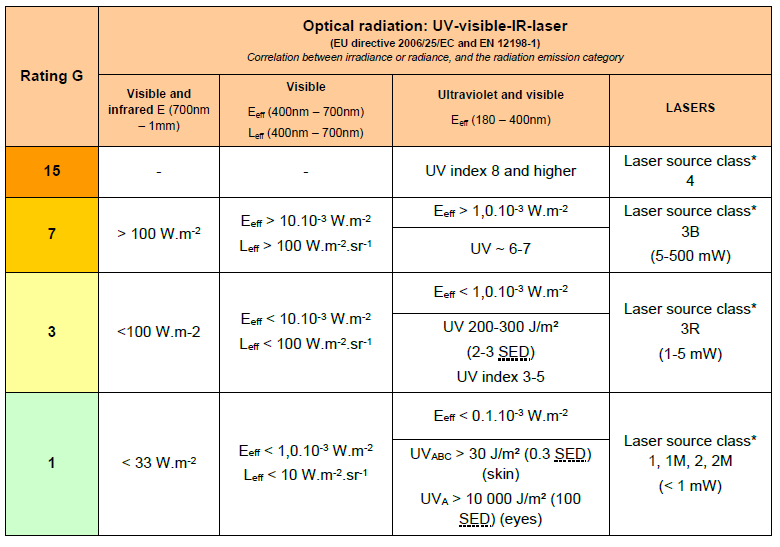 Rating G
Optical radiation: UV-visible-IR-laser
(EU directive 2006/25/EC and EN 12198-1)
Correlation between irradiance or radiance, and the radiation emission category
Visible and
infrared E (700nm
– 1mm)
Visible
Eeff (400nm – 700nm)
Leff (400nm – 700nm)
Ultraviolet and visible
Eeff (180 – 400nm)
LASERS
15
-
-
UV index 8 and higher
Laser source class*
4
7
> 100 W.m-2
Eeff > 10.10-3 W.m-2
Leff > 100 W.m-2.sr-1
Eeff > 1,0.10-3 W.m-2
UV ~ 6-7
Laser source class*
3B
(5-500 mW)
3
<100 W.m-2
Eeff < 10.10-3 W.m-2
Leff < 100 W.m-2.sr-1
Eeff < 1,0.10-3 W.m-2
UV 200-300 J/m²
(2-3 SED)
UV index 3-5
Laser source class*
3R
(1-5 mW)
1
< 33 W.m-2
Eeff < 1,0.10-3 W.m-2
Leff < 10 W.m-2.sr-1
Eeff < 0.1.10-3 W.m-2
UVABC > 30 J/m² (0.3 SED)
(skin)
UVA > 10 000 J/m² (100
SED) (eyes)
Laser source class*
1, 1M, 2, 2M
(< 1 mW)